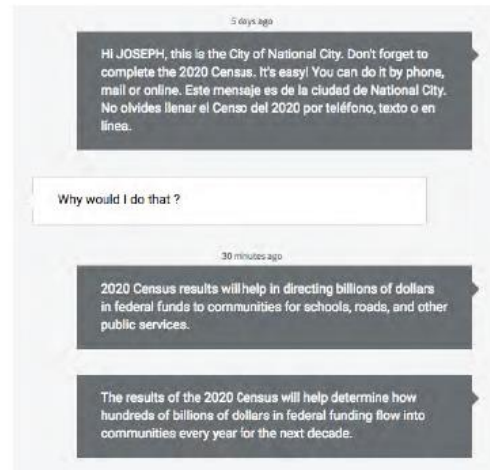 5 days ago
HI JOSEPH, this is the City of National City. Don't forget to
complete the 2020 Census. It's easy! You can do it by phone,
mail or online. Este mensaje es de la ciudad de National City.
No olvides llenar el Censo del 2020 por teléfono, texto o en
línea.
Why would I do that ?
30 minutes ago
2020 Census results will help in directing billions of dollars
in federal funds to communities for schools, roads, and other
public services.
The results of the 2020 Census will help determine how
hundreds of billions of dollars in federal funding flow into
communities every year for the next decade.